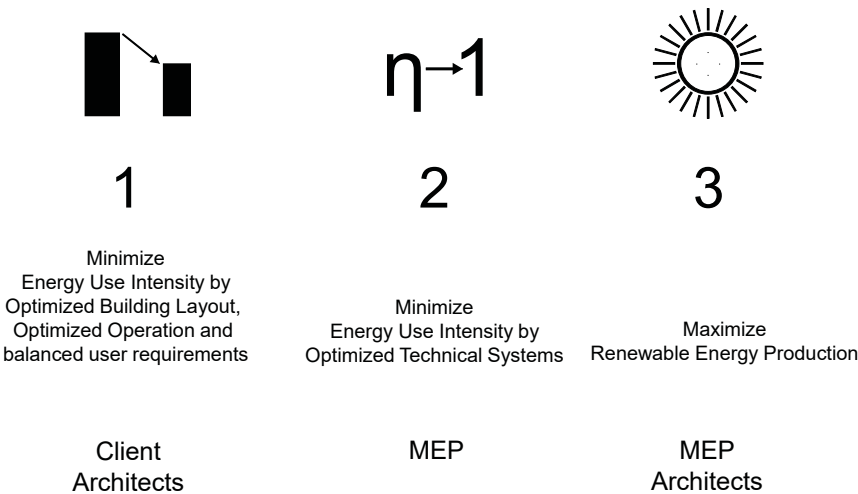 η→1
1
2
3
Minimize
Energy Use Intensity by
Optimized Building Layout,
Optimized Operation and
balanced user requirements
Minimize
Energy Use Intensity by
Optimized Technical Systems
Maximize
Renewable Energy Production
Client
Architects
MEP
MEP
Architects